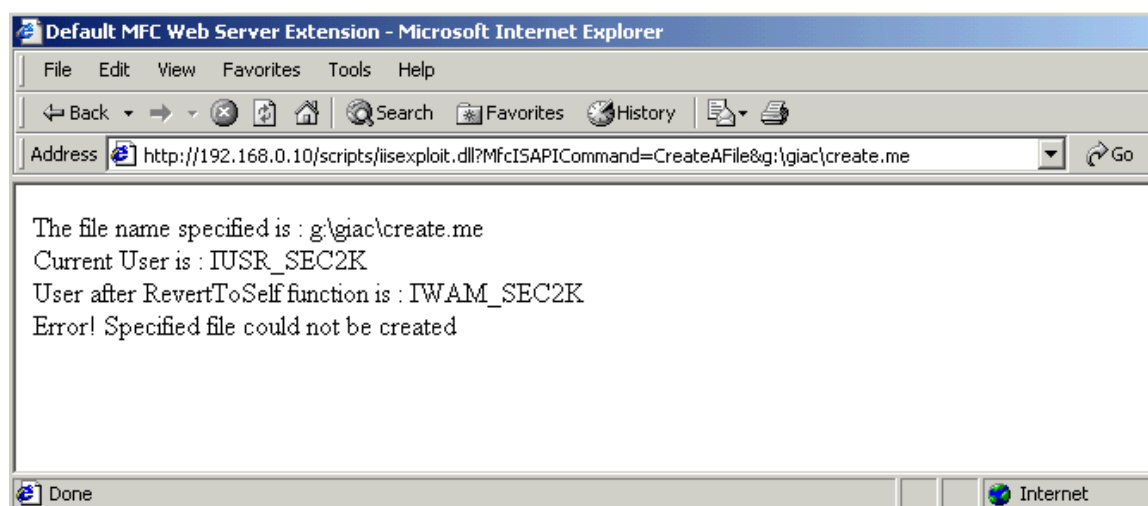 Default MFC Web Server Extension - Microsoft Internet Explorer
File Edit View Favorites Tools Help
Back Search Favorites History
Address http://192.168.0.10/scripts/iisexploit.dll?MfcISAPICommand=CreateAFile&g:\giac\create.me Go
The file name specified is : g:\giac\create.me
Current User is : IUSR_SEC2K
User after RevertToSelf function is : IWAM_SEC2K
Error! Specified file could not be created
Done Internet